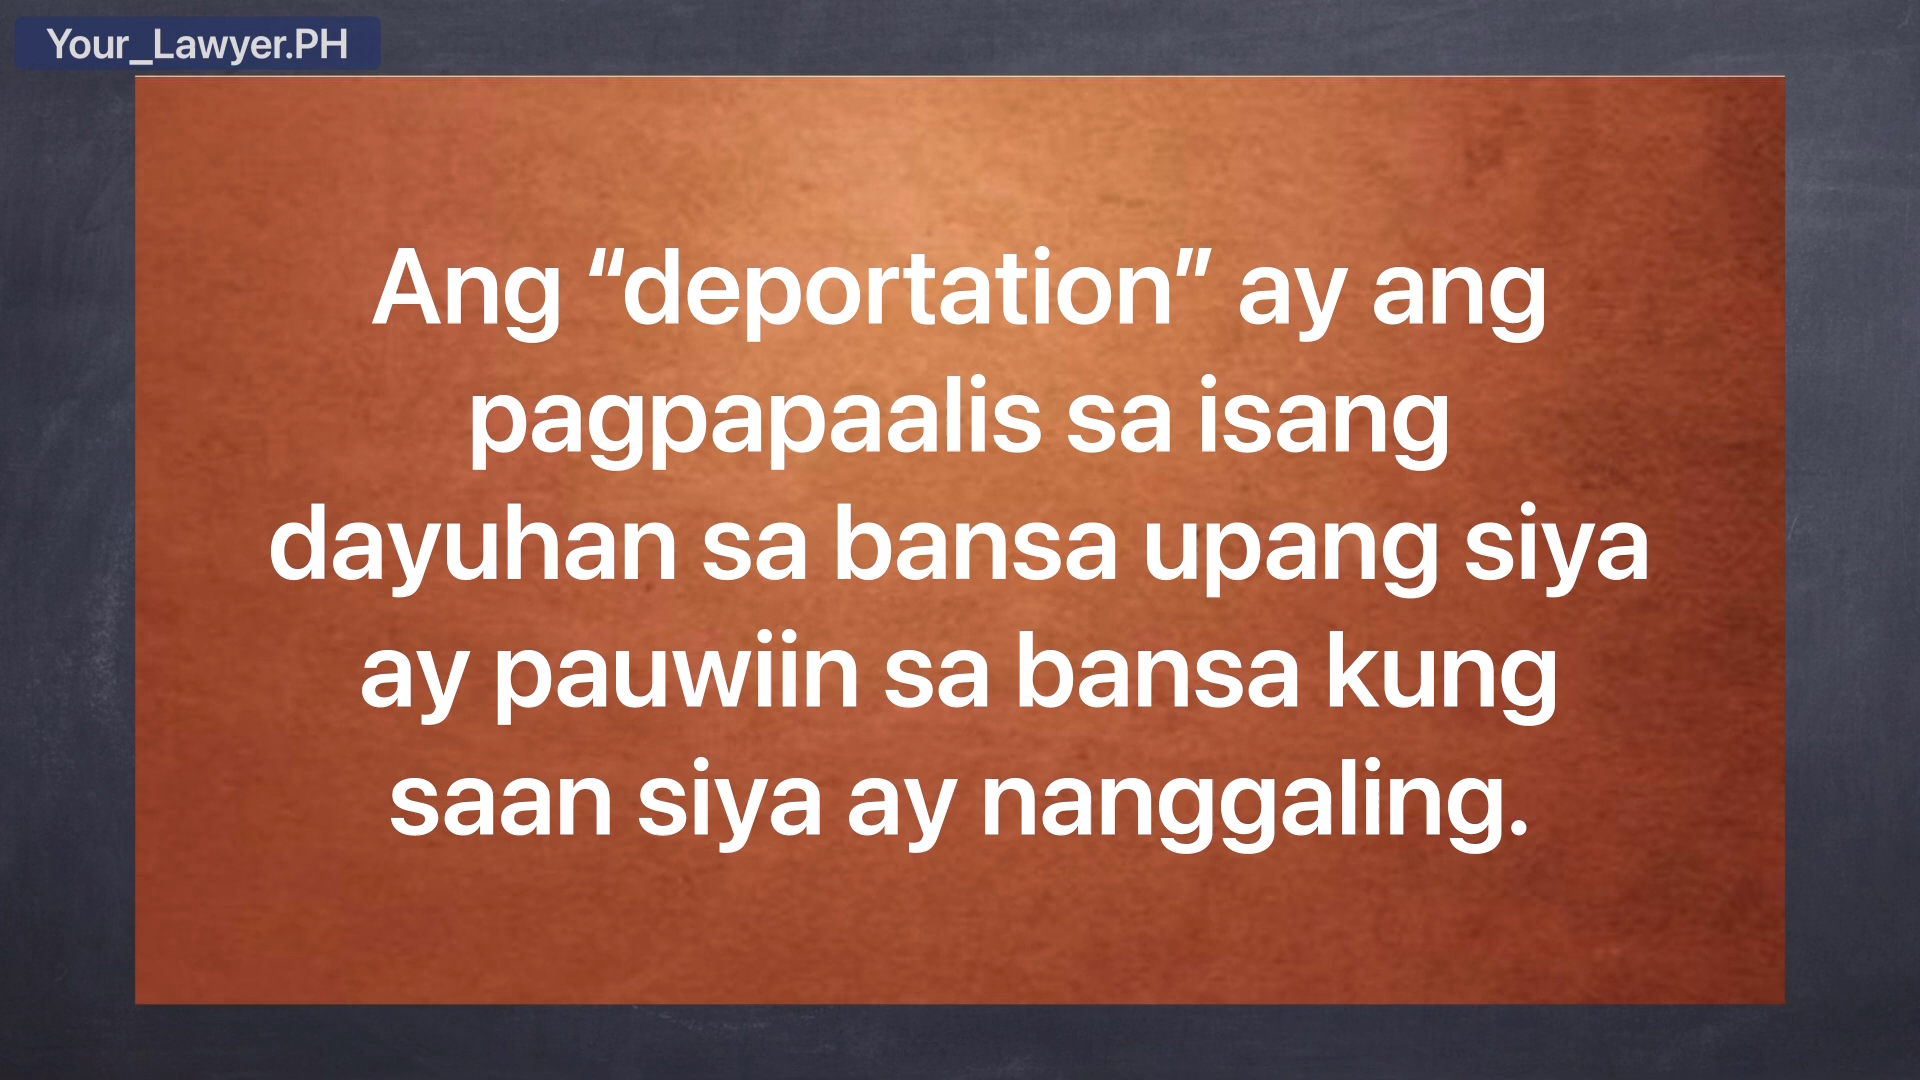 Your_Lawyer.PH
Ang “deportation” ay ang
pagpapaalis sa isang
dayuhan sa bansa upang siya
ay pauwiin sa bansa kung
saan siya ay nanggaling.